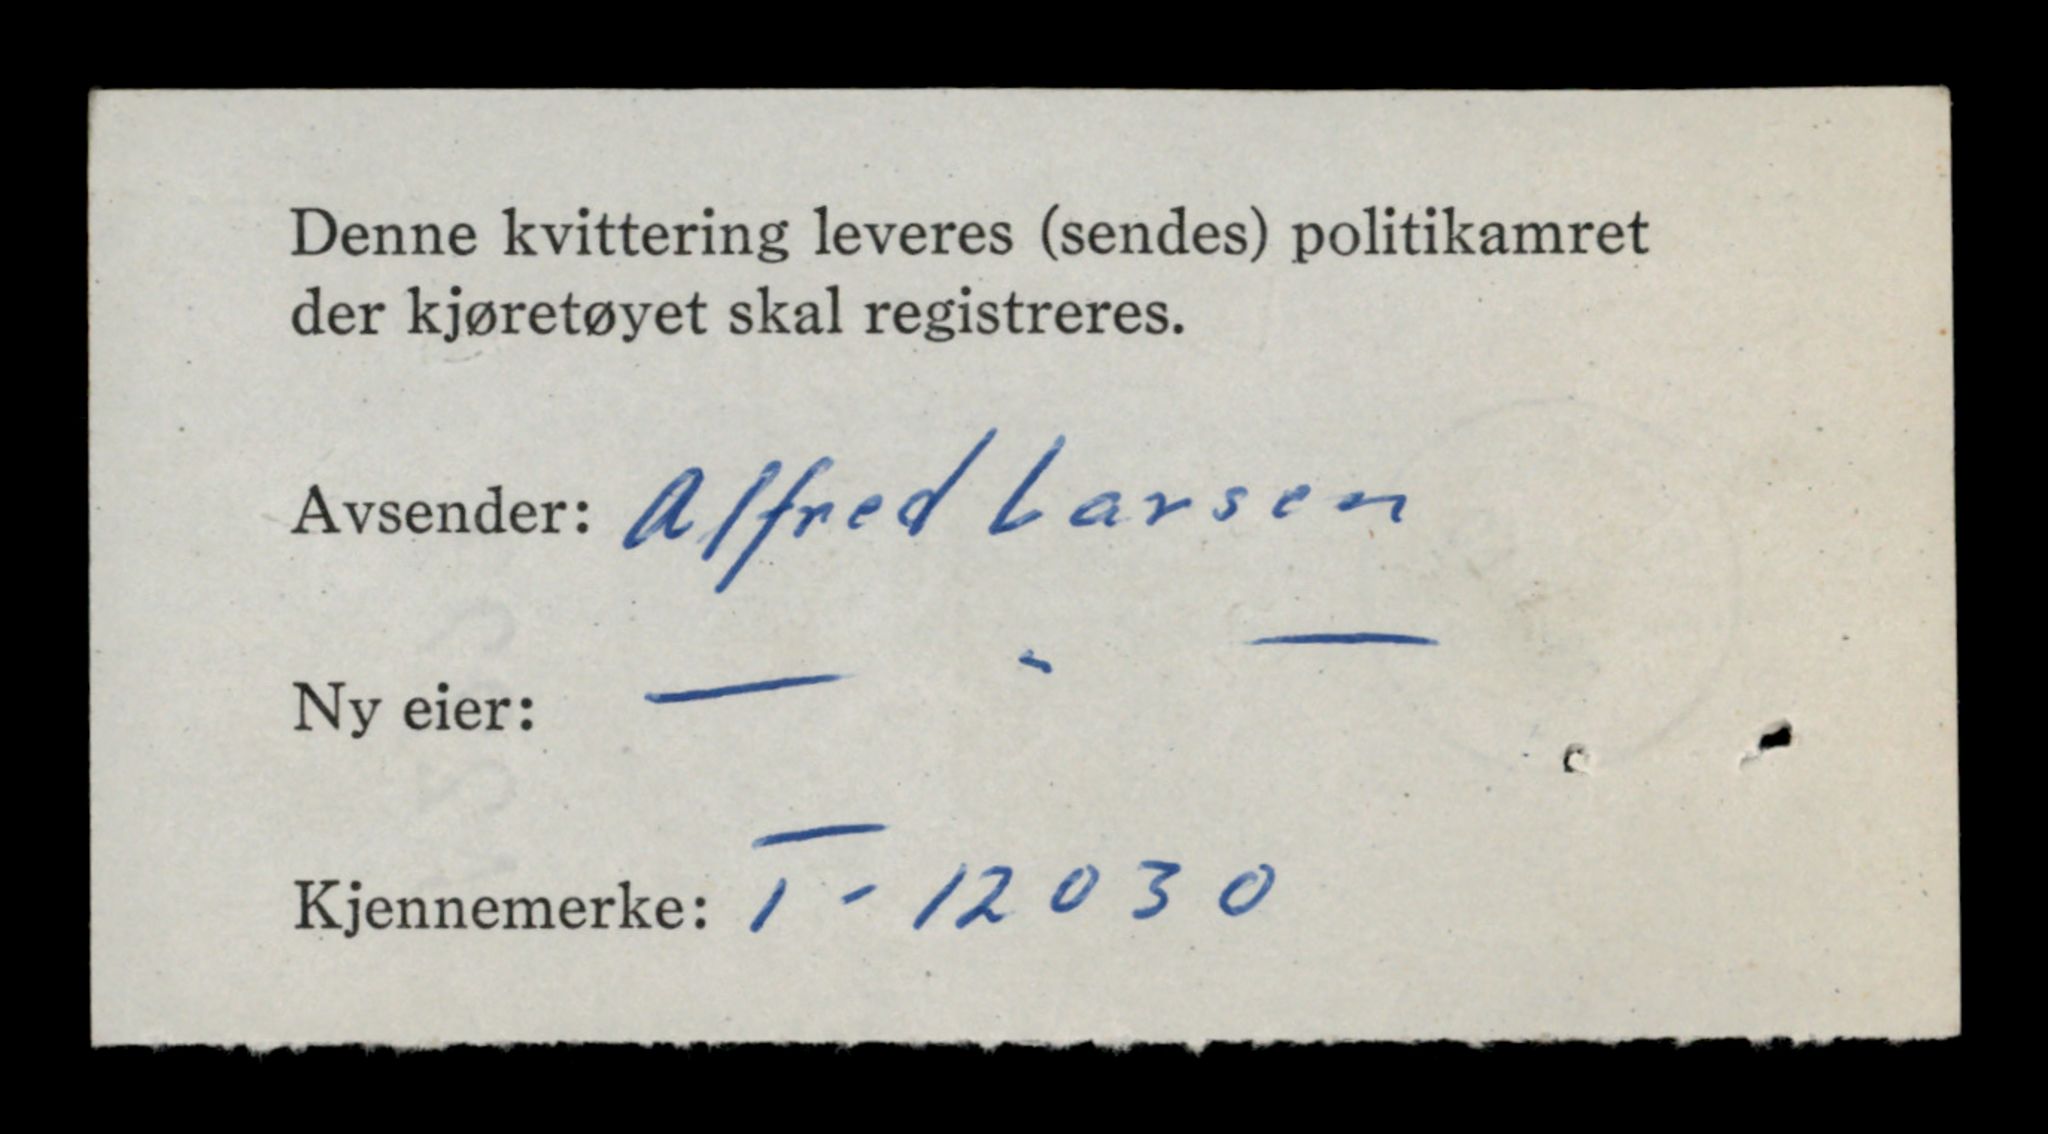 Denne kvittering leveres (sendes) politikamret
der kjøretøyet skal registreres.
Avsender: Alfred Larsen
Ny eier: — " —
Kjennemerke: T - 12030